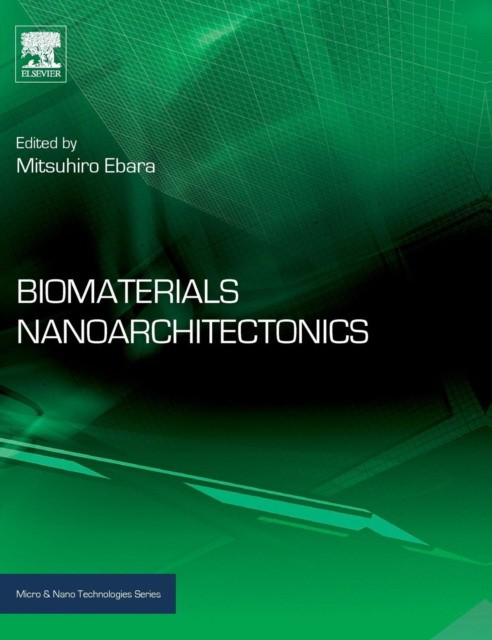 ELSEVIER
Edited by
Mitsuhiro Ebara
BIOMATERIALS
NANOARCHITECTONICS
Micro & Nano Technologies Series